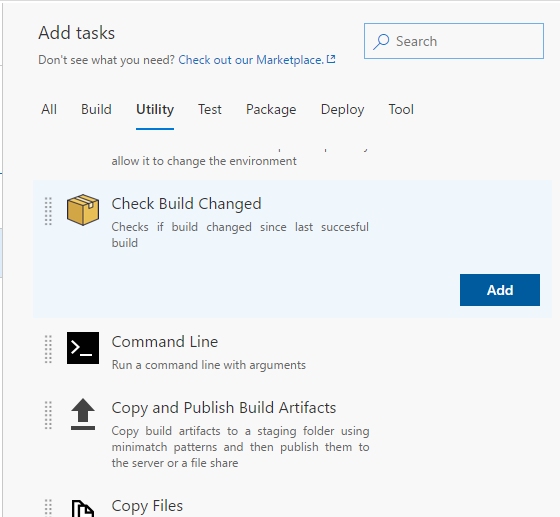 Add tasks
Search
Don't see what you need? Check out our Marketplace.
All Build Utility Test Package Deploy Tool
allow it to change the environment
Check Build Changed
Checks if build changed since last succesful
build
Add
Command Line
Run a command line with arguments
Copy and Publish Build Artifacts
Copy build artifacts to a staging folder using
minimatch patterns and then publish them to
the server or a file share
Copy Files